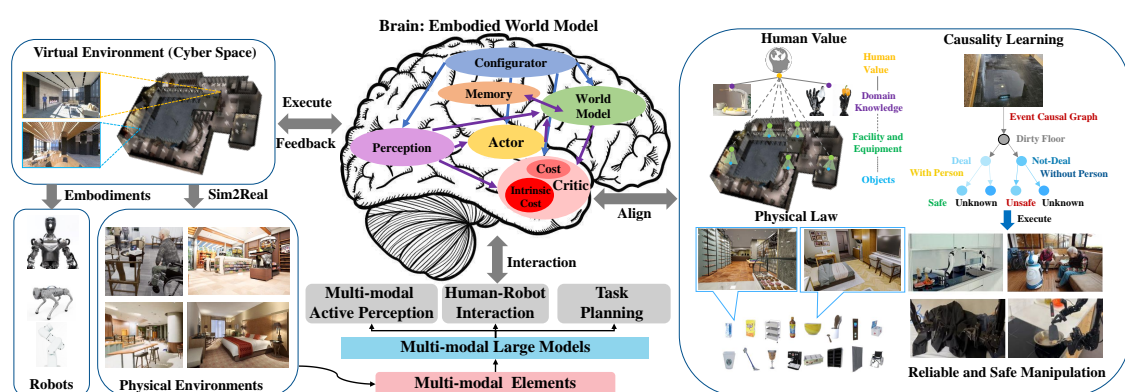 Brain: Embodied World Model
Virtual Environment (Cyber Space)
Execute
Feedback
Embodiments
Sim2Real
Robots
Physical Environments
Configurator
Memory
World
Model
Perception
Actor
Cost
Critic
Intrinsic
Cost
Interaction
Align
Multi-modal
Active Perception
Human-Robot
Interaction
Task
Planning
Multi-modal Large Models
Multi-modal Elements
Human Value
Human
Value
Domain
Knowledge
Facility and
Equipment
Objects
Physical Law
Causality Learning
Event Causal Graph
Dirty Floor
Deal
Not-Deal
With Person
Without Person
Safe
Unknown
Unsafe
Unknown
Execute
Reliable and Safe Manipulation